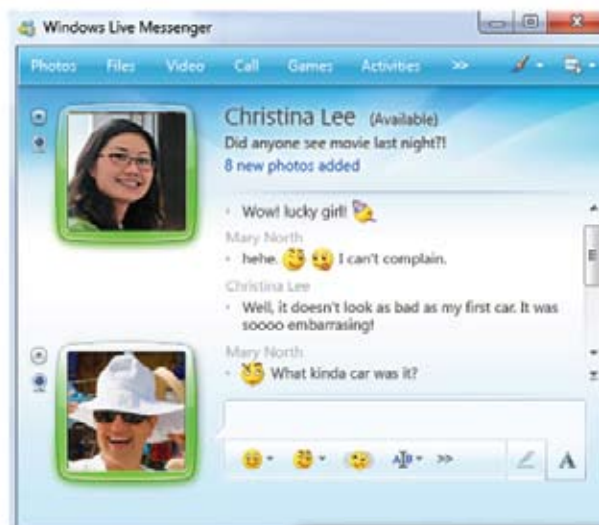 Windows Live Messenger
Photos Files Video Call Games Activities >>
Christina Lee (Available)
Did anyone see movie last night?!
8 new photos added
Wow! lucky girl!
Mary North
hehe. I can't complain.
Christina Lee
Well, it doesn't look as bad as my first car. It was
soooo embarrasing!
Mary North
What kinda car was it?
A